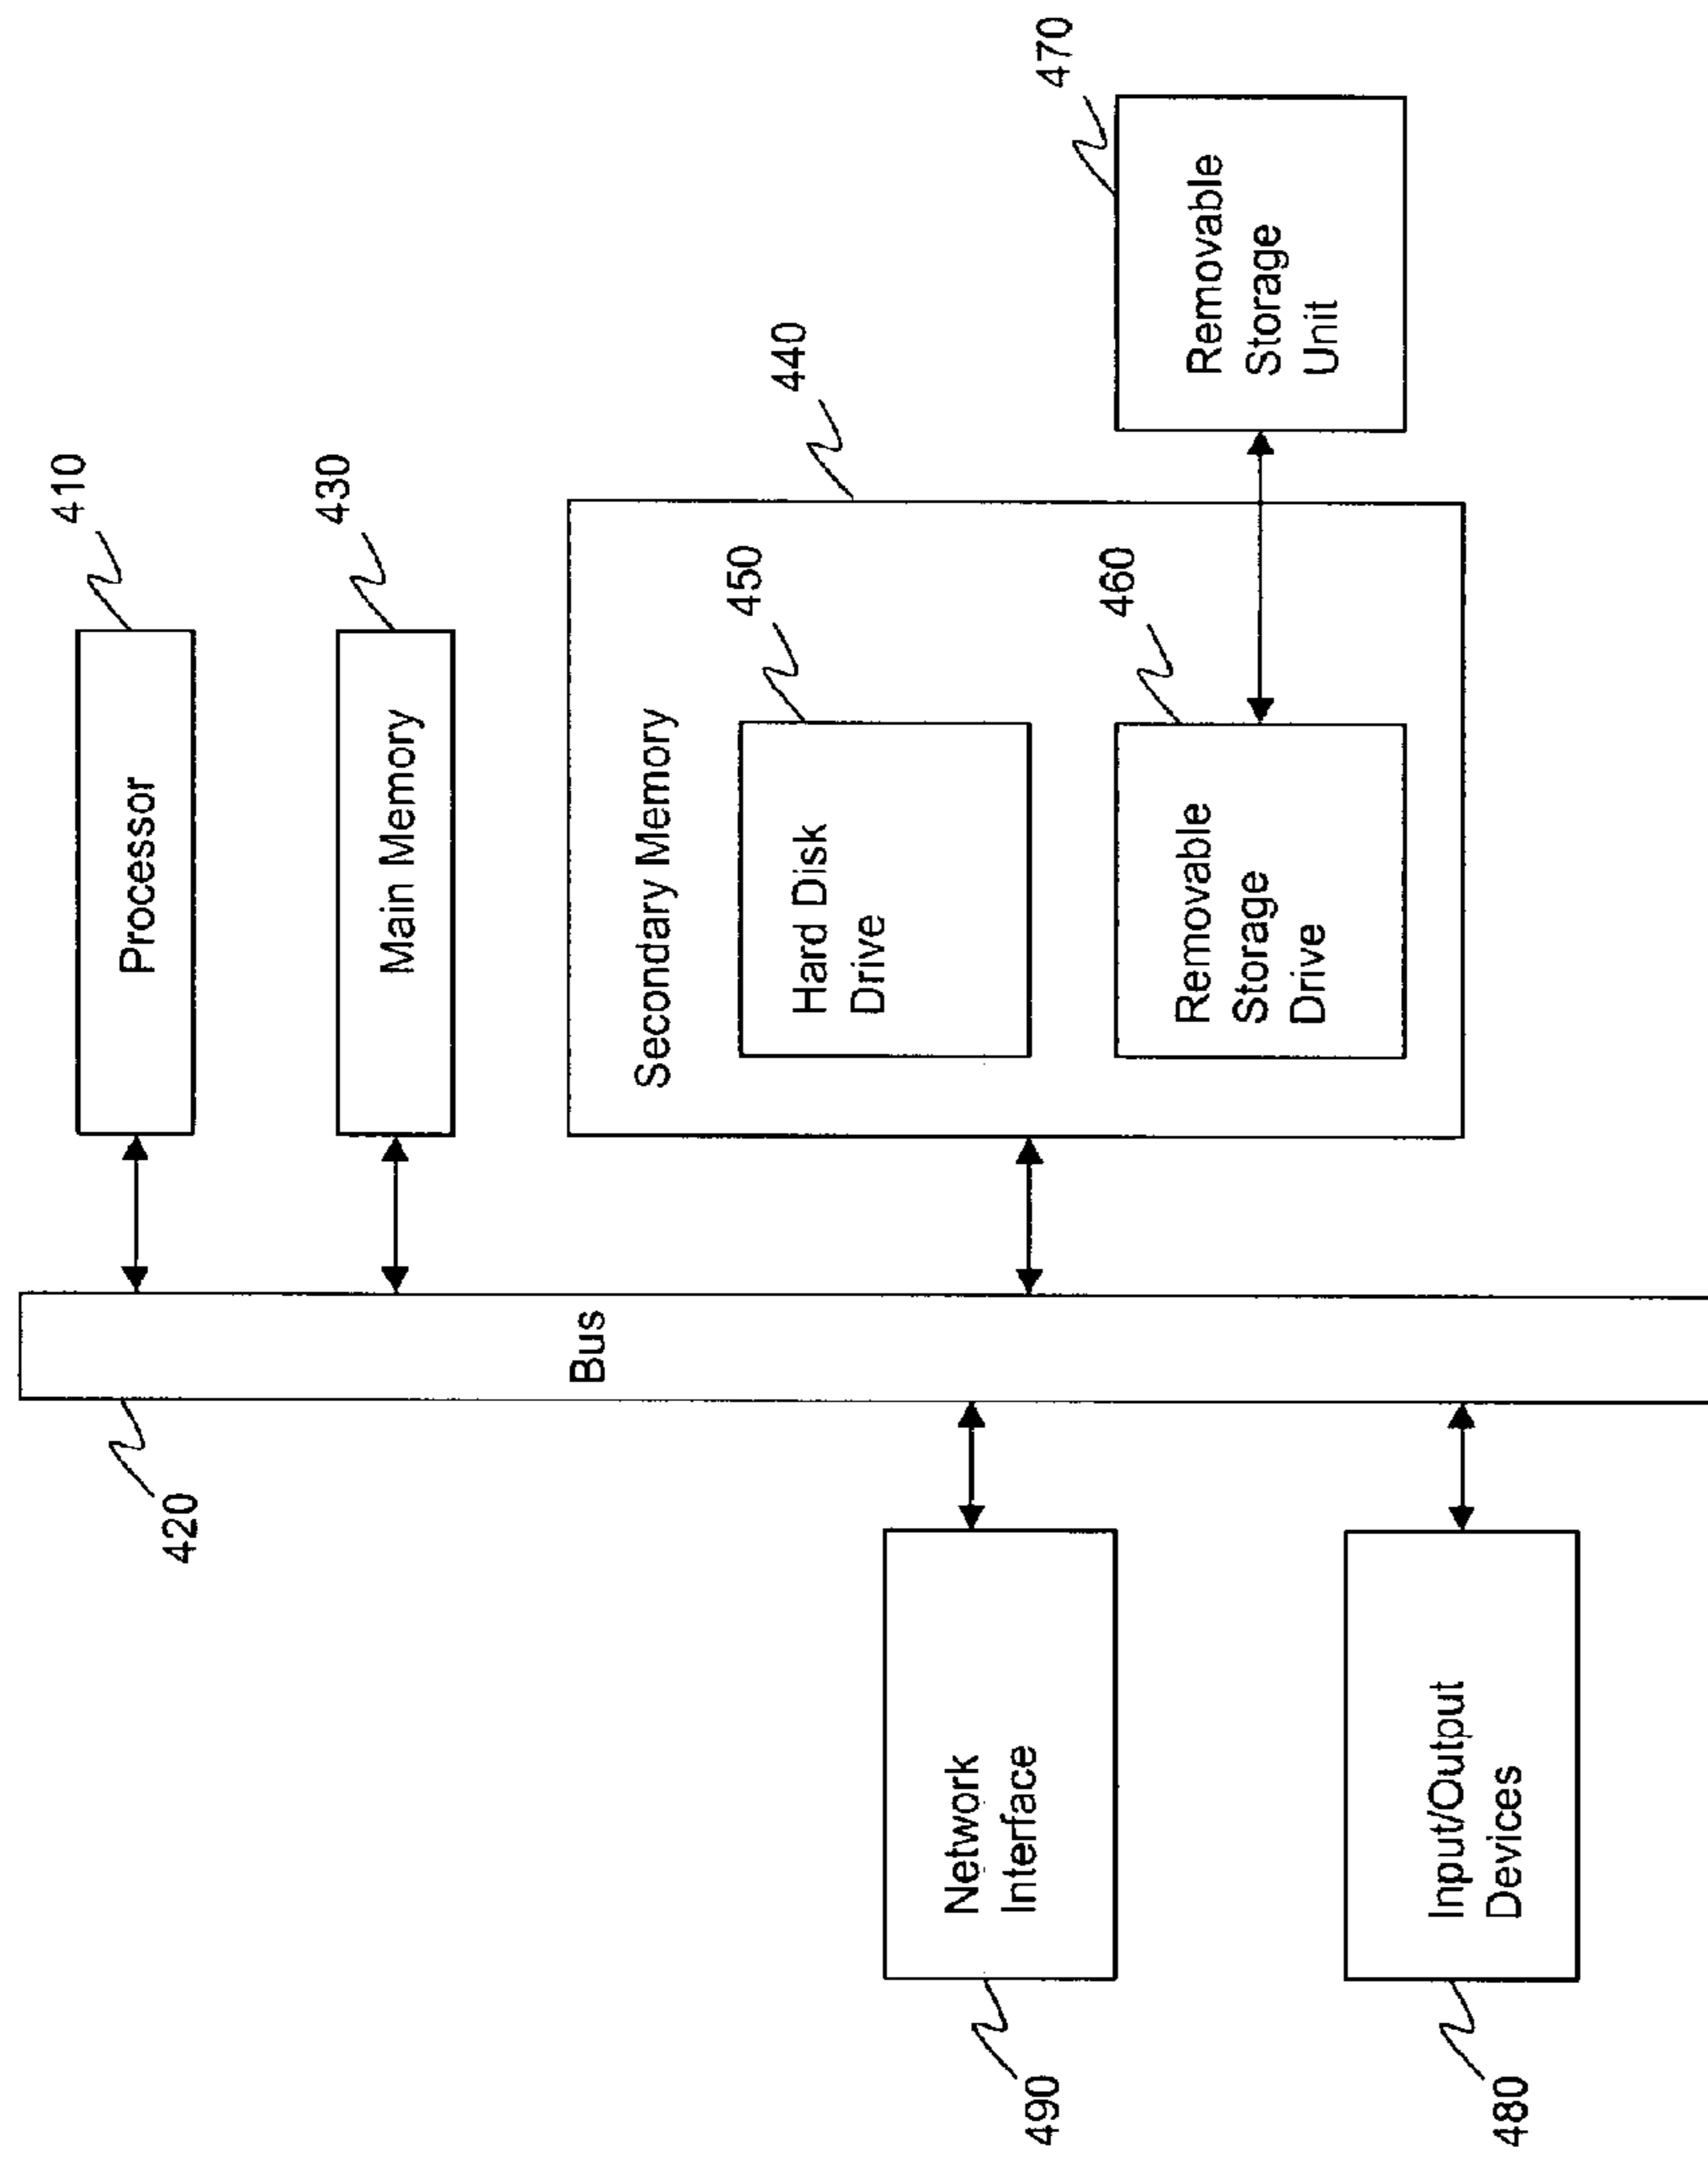 410
Processor
430
Main Memory
440
Secondary Memory
450
Hard Disk
Drive
460
Removable
Storage
Drive
470
Removable
Storage
Unit
420
Bus
490
Network
Interface
480
Input/Output
Devices